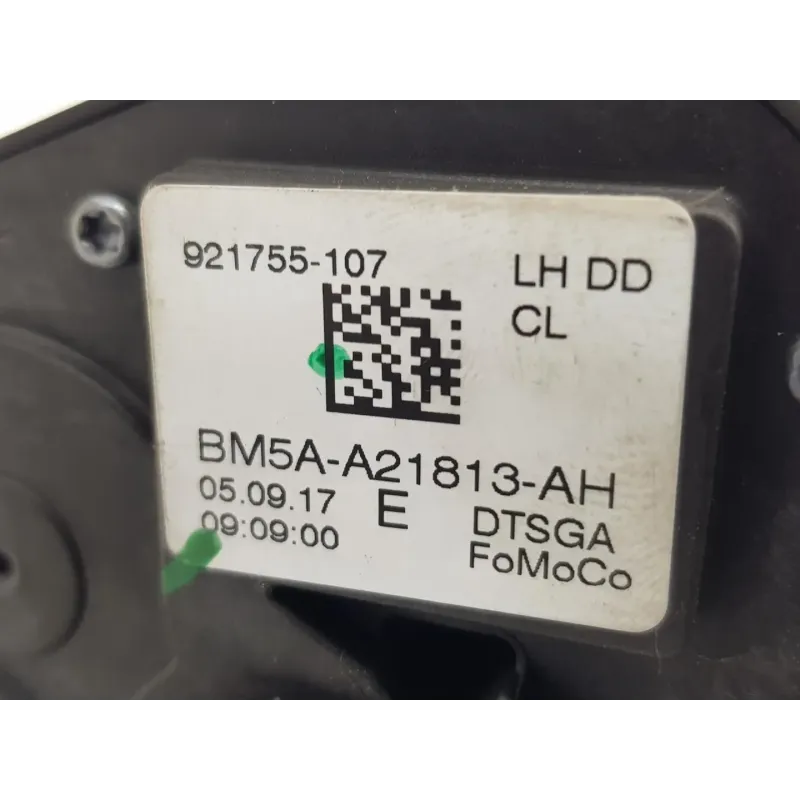 921755-107
LH DD
CL
BM5A-A21813-AH
05.09.17
E
DTSGA
09:09:00
FoMoCo